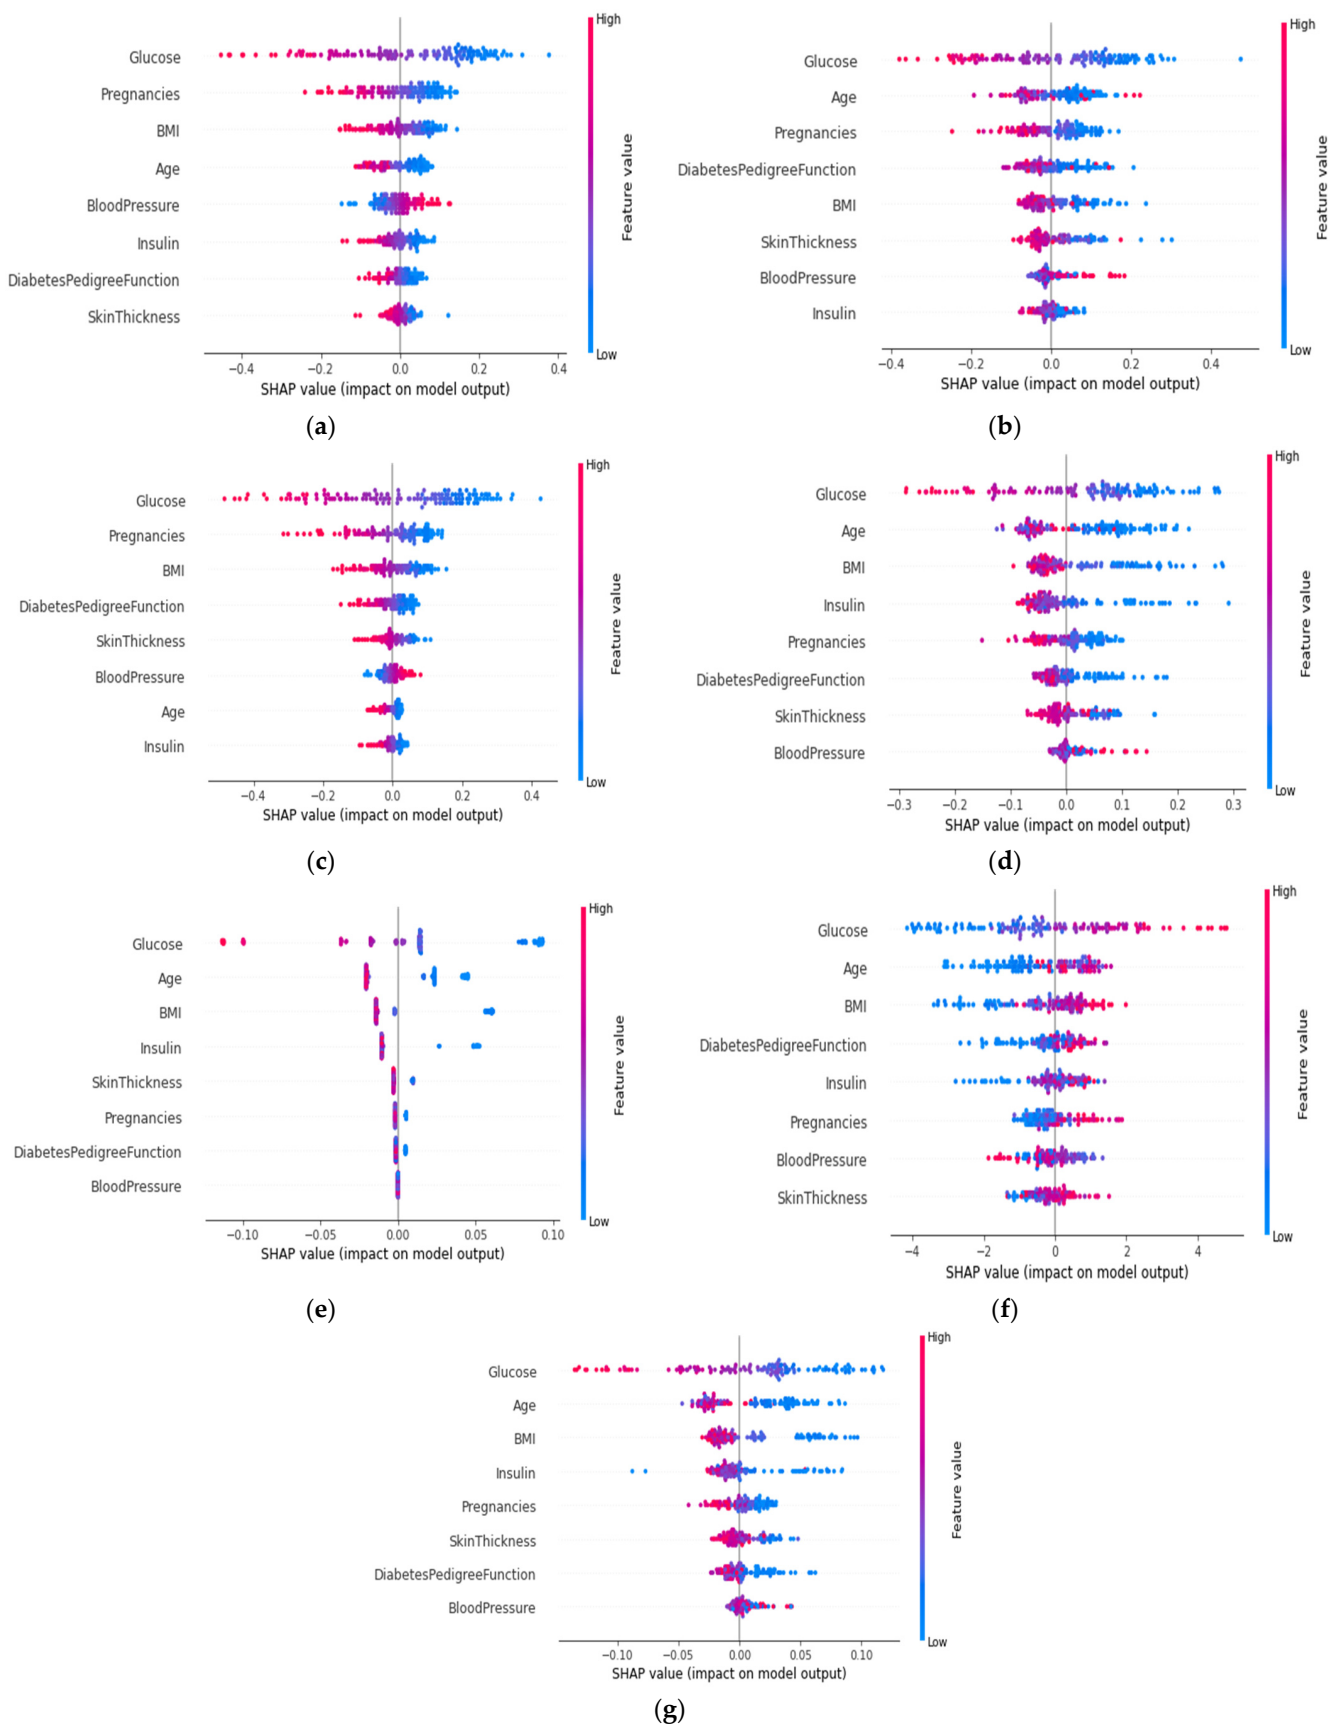 High
Glucose
Pregnancies
BMI
Age
BloodPressure
Insulin
DiabetesPedigreeFunction
SkinThickness
Feature value
Low
−0.4 −0.2 0.0 0.2 0.4
SHAP value (impact on model output)
(a)
High
Glucose
Age
Pregnancies
DiabetesPedigreeFunction
BMI
SkinThickness
BloodPressure
Insulin
Feature value
Low
−0.4 −0.2 0.0 0.2 0.4
SHAP value (impact on model output)
(b)
High
Glucose
Pregnancies
BMI
DiabetesPedigreeFunction
SkinThickness
BloodPressure
Age
Insulin
Feature value
Low
−0.4 −0.2 0.0 0.2 0.4
SHAP value (impact on model output)
(c)
High
Glucose
Age
BMI
Insulin
Pregnancies
DiabetesPedigreeFunction
SkinThickness
BloodPressure
Feature value
Low
−0.3 −0.2 −0.1 0.0 0.1 0.2 0.3
SHAP value (impact on model output)
(d)
High
Glucose
Age
BMI
Insulin
SkinThickness
Pregnancies
DiabetesPedigreeFunction
BloodPressure
Feature value
Low
−0.10 −0.05 0.00 0.05 0.10
SHAP value (impact on model output)
(e)
High
Glucose
Age
BMI
DiabetesPedigreeFunction
Insulin
Pregnancies
BloodPressure
SkinThickness
Feature value
Low
−4 −2 0 2 4
SHAP value (impact on model output)
(f)
High
Glucose
Age
BMI
Insulin
Pregnancies
SkinThickness
DiabetesPedigreeFunction
BloodPressure
Feature value
Low
−0.10 −0.05 0.00 0.05 0.10
SHAP value (impact on model output)
(g)